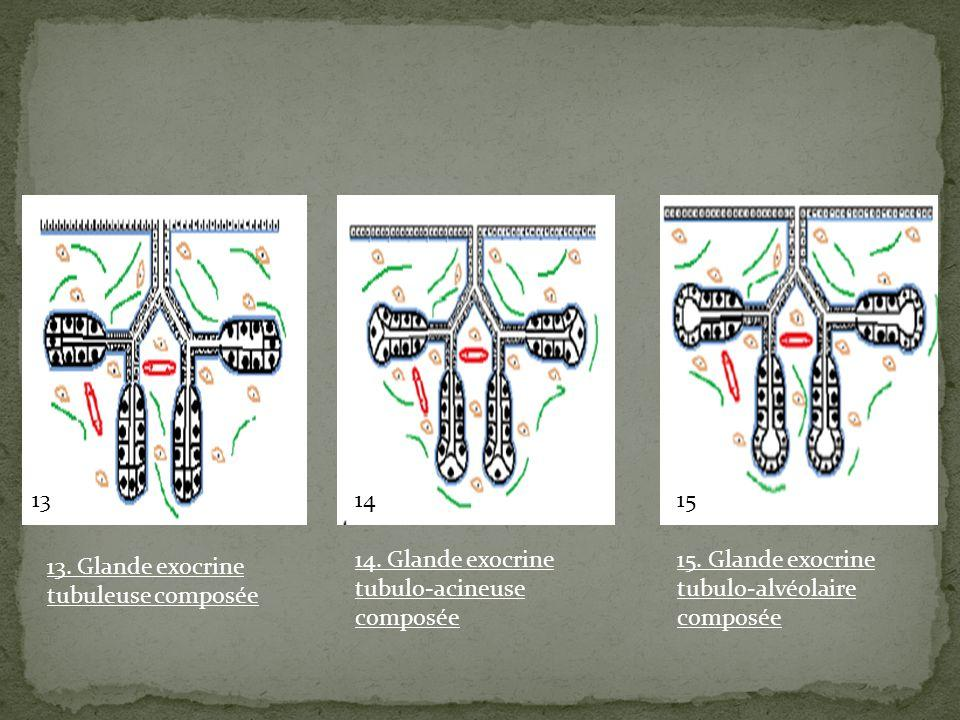 13
14
15
13. Glande exocrine
tubuleuse composée
14. Glande exocrine
tubulo-acineuse
composée
15. Glande exocrine
tubulo-alvéolaire
composée